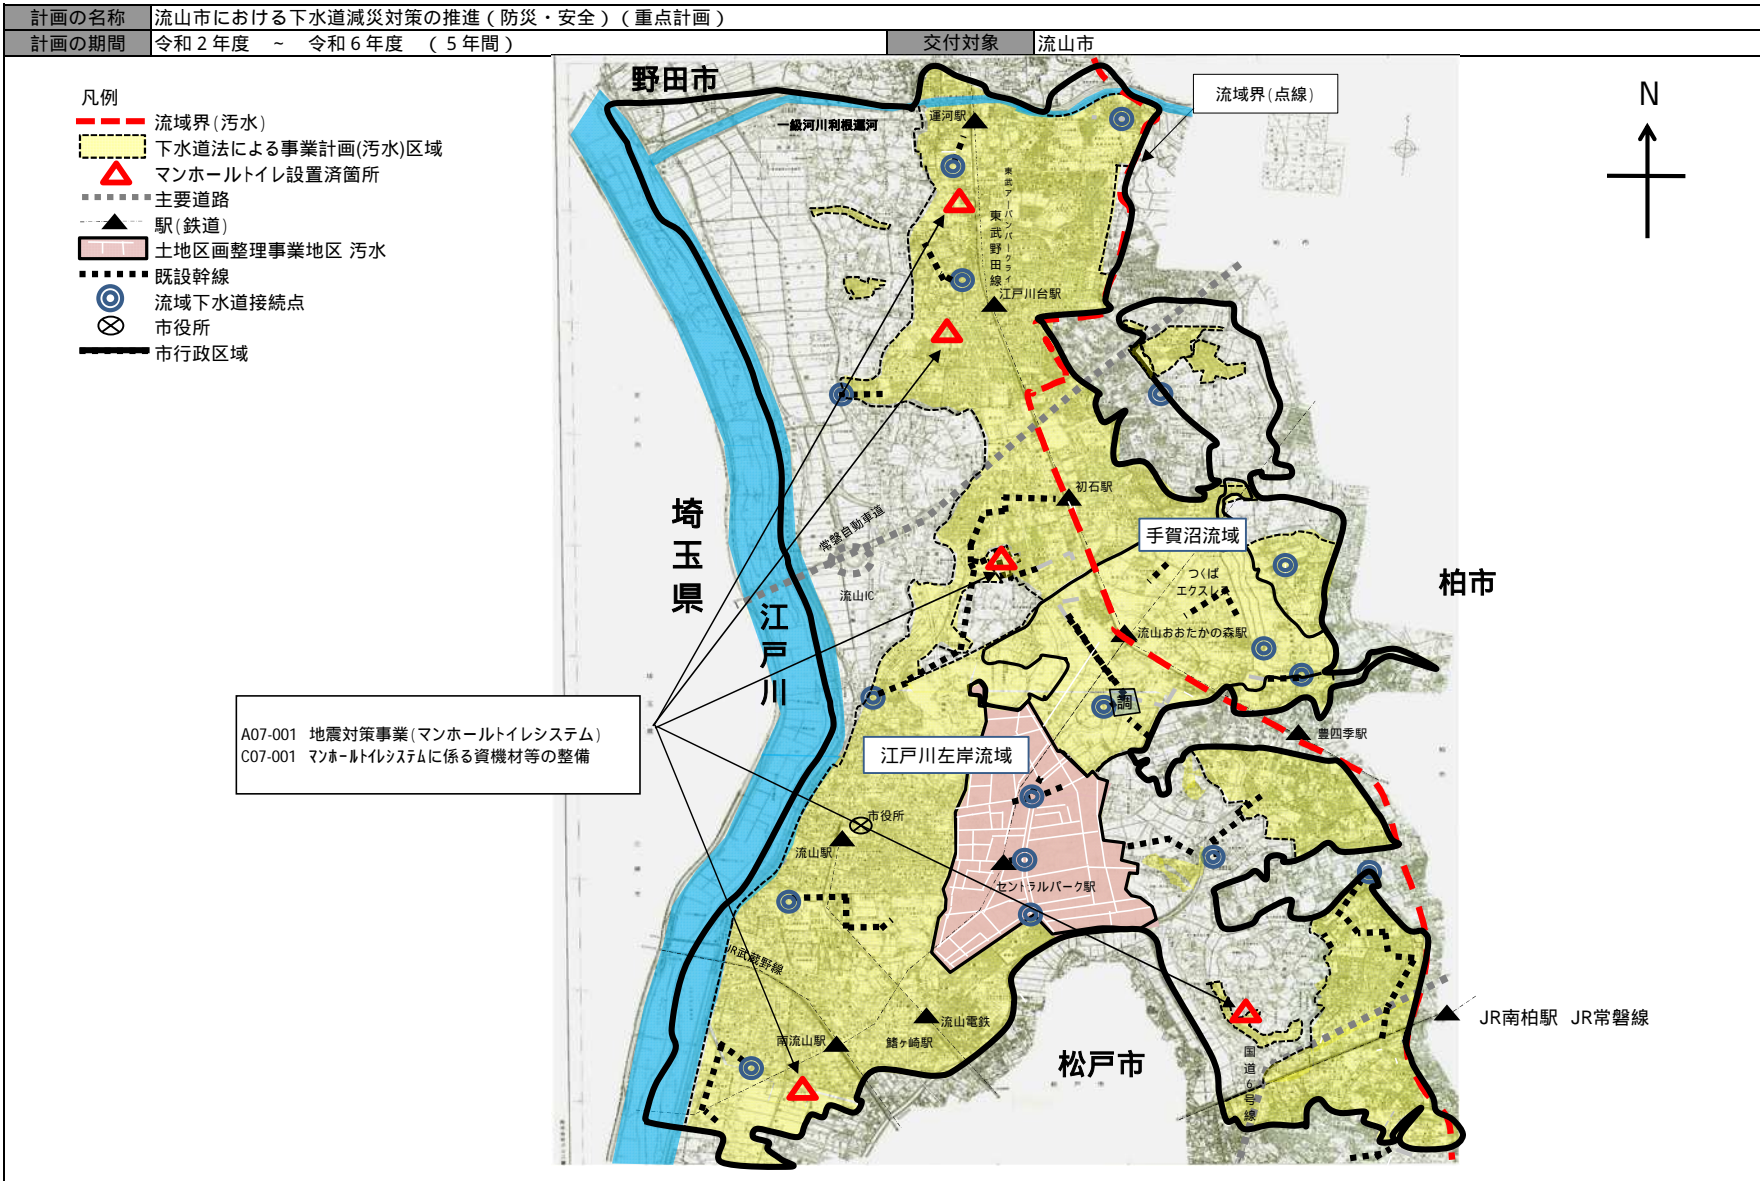 計画の名称 流山市における下水道減災対策の推進(防災・安全)(重点計画)
計画の期間 令和2年度 ~ 令和6年度 (5年間) 交付対象 流山市
凡例
流域界(汚水)
下水道法による事業計画(汚水)区域
マンホールトイレ設置済箇所
主要道路
駅(鉄道)
土地区画整理事業地区 汚水
既設幹線
流域下水道接続点
市役所
市行政区域
野田市
流域界(点線)
N
一級河川利根運河
運河駅
東武アーバンパークライ
東武野田線
江戸川台駅
初石駅
手賀沼流域
常磐自動車道
流山IC
つくば
エクスレス
埼玉県
江戸川
柏市
流山おおたかの森駅
調
豊四季駅
A07-001 地震対策事業(マンホールトイレシステム)
C07-001 マンホールトイレシステムに係る資機材等の整備
江戸川左岸流域
市役所
流山駅
セントラルパーク駅
JR武蔵野線
流山電鉄
鰭ヶ崎駅
南流山駅
松戸市
国道6号線
JR南柏駅 JR常磐線